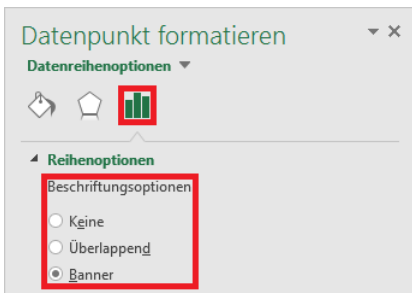 Datenpunkt formatieren
Datenreihenoptionen
Reihenoptionen
Beschriftungsoptionen
Keine
Überlappend
Banner